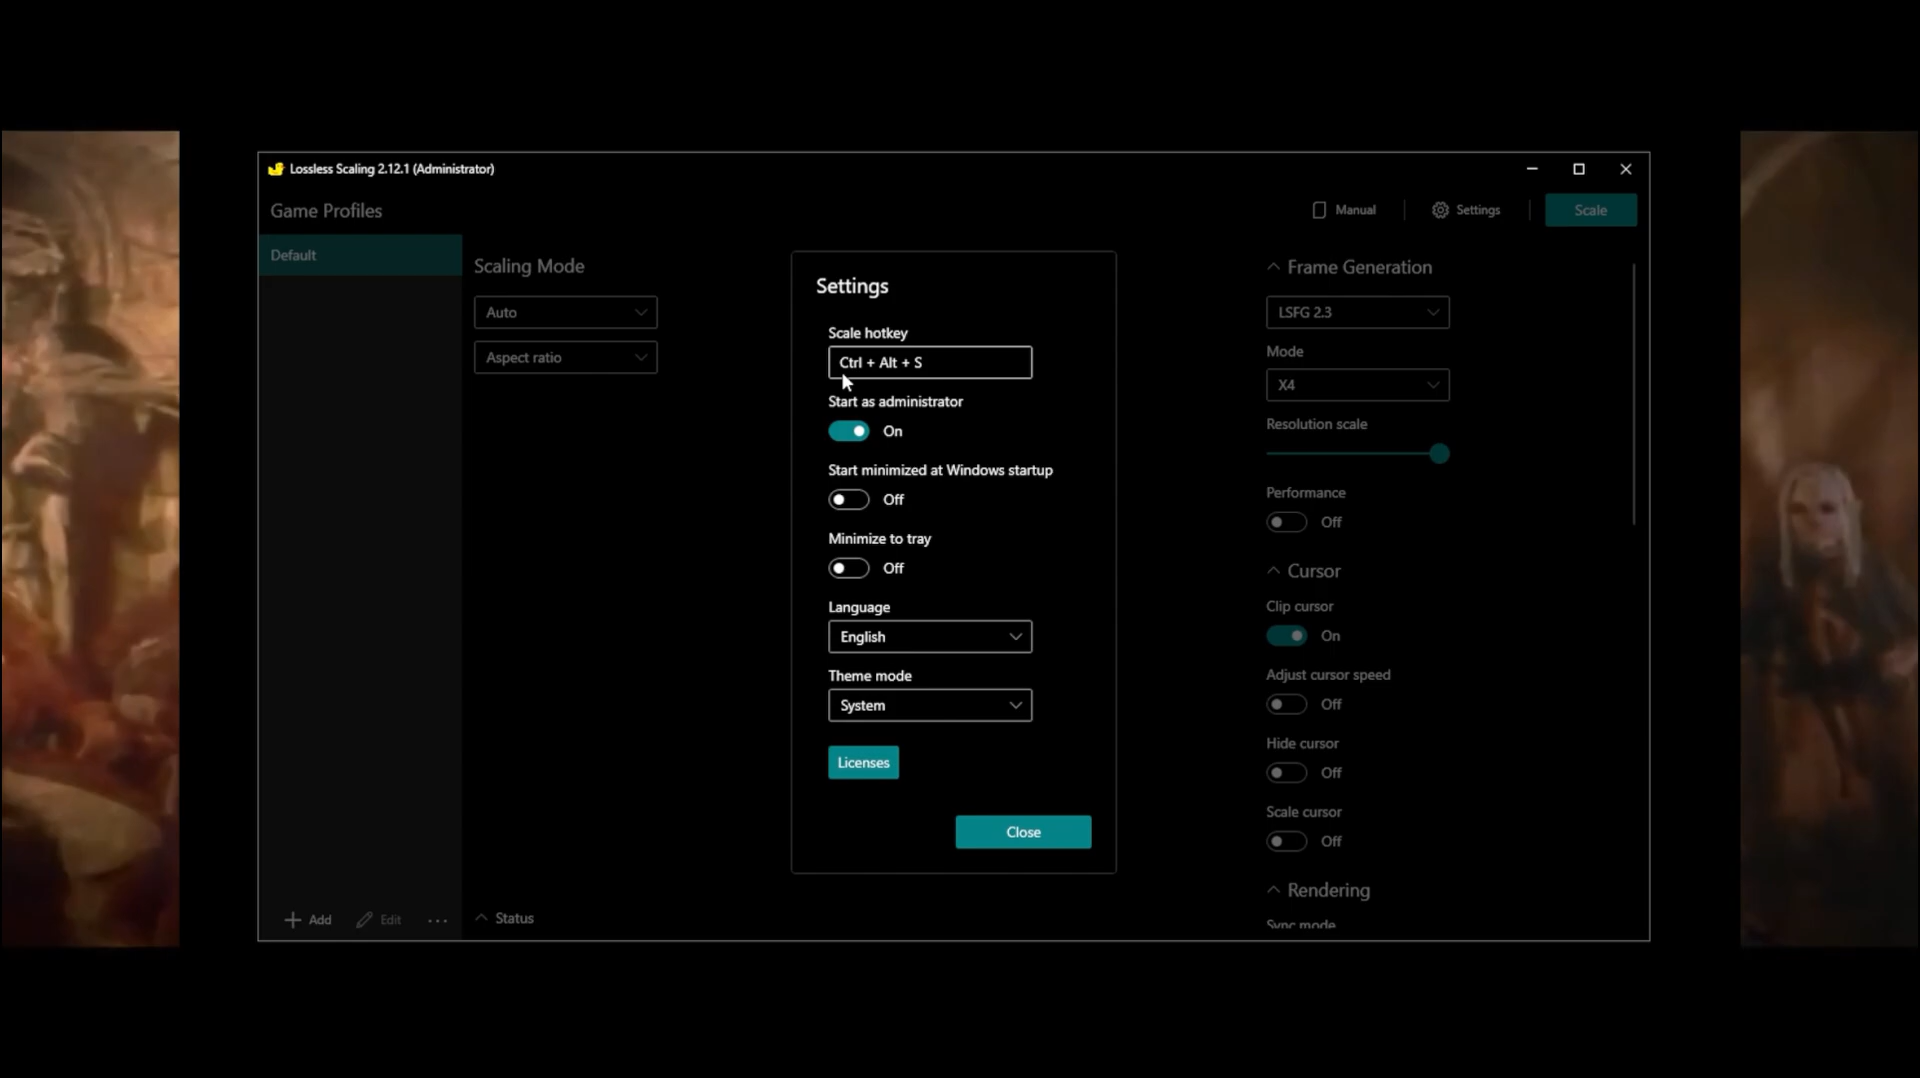 Lossless Scaling 2.12.1 (Administrator)
Game Profiles
Manual
Settings
Scale
Default
Scaling Mode
Auto
Aspect ratio
Settings
Scale hotkey
Ctrl + Alt + S
Start as administrator
On
Start minimized at Windows startup
Off
Minimize to tray
Off
Language
English
Theme mode
System
Licenses
Close
Frame Generation
LSFG 2.3
Mode
X4
Resolution scale
Performance
Off
Cursor
Clip cursor
On
Adjust cursor speed
Off
Hide cursor
Off
Scale cursor
Off
Rendering
Sync mode
Add
Edit
...
Status